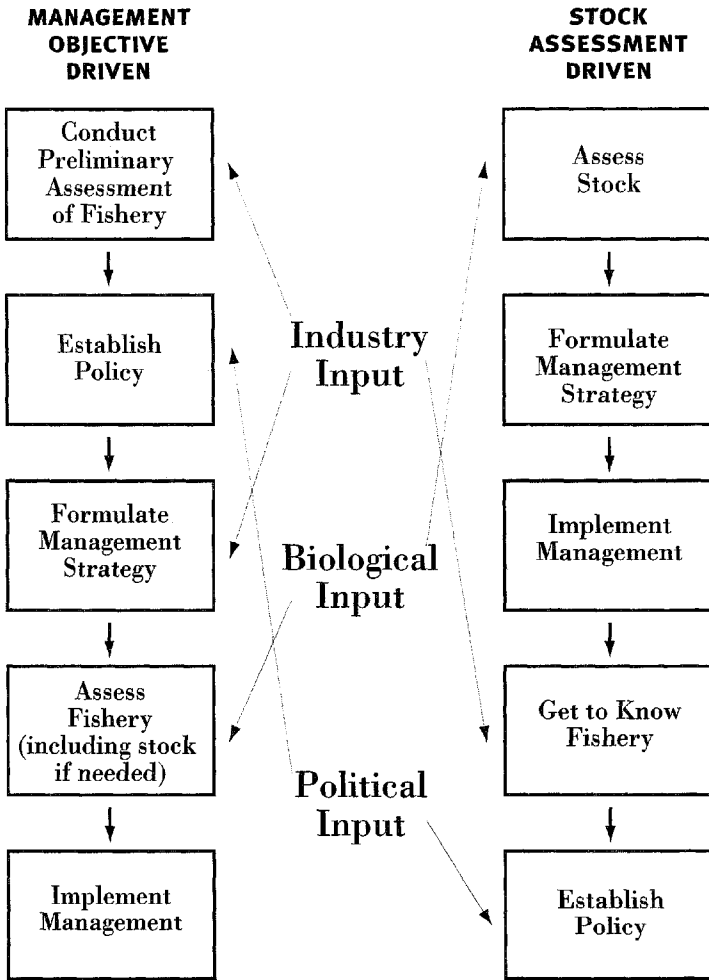 MANAGEMENT
OBJECTIVE
DRIVEN
Conduct
Preliminary
Assessment
of Fishery
Establish
Policy
Formulate
Management
Strategy
Assess
Fishery
(including stock
if needed)
Implement
Management
Industry
Input
Biological
Input
Political
Input
STOCK
ASSESSMENT
DRIVEN
Assess
Stock
Formulate
Management
Strategy
Implement
Management
Get to Know
Fishery
Establish
Policy